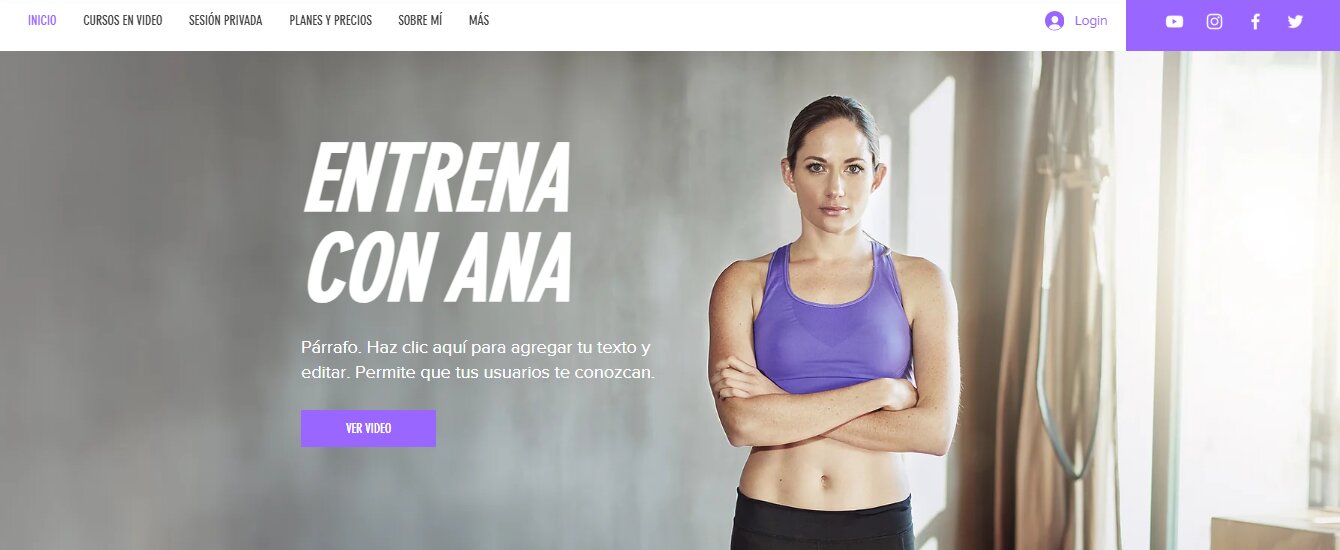 INICIO CURSOS EN VIDEO SESIÓN PRIVADA PLANES Y PRECIOS SOBRE MÍ MÁS Login
ENTRENA
CON ANA
Párrafo. Haz clic aquí para agregar tu texto y
editar. Permite que tus usuarios te conozcan.
VER VIDEO